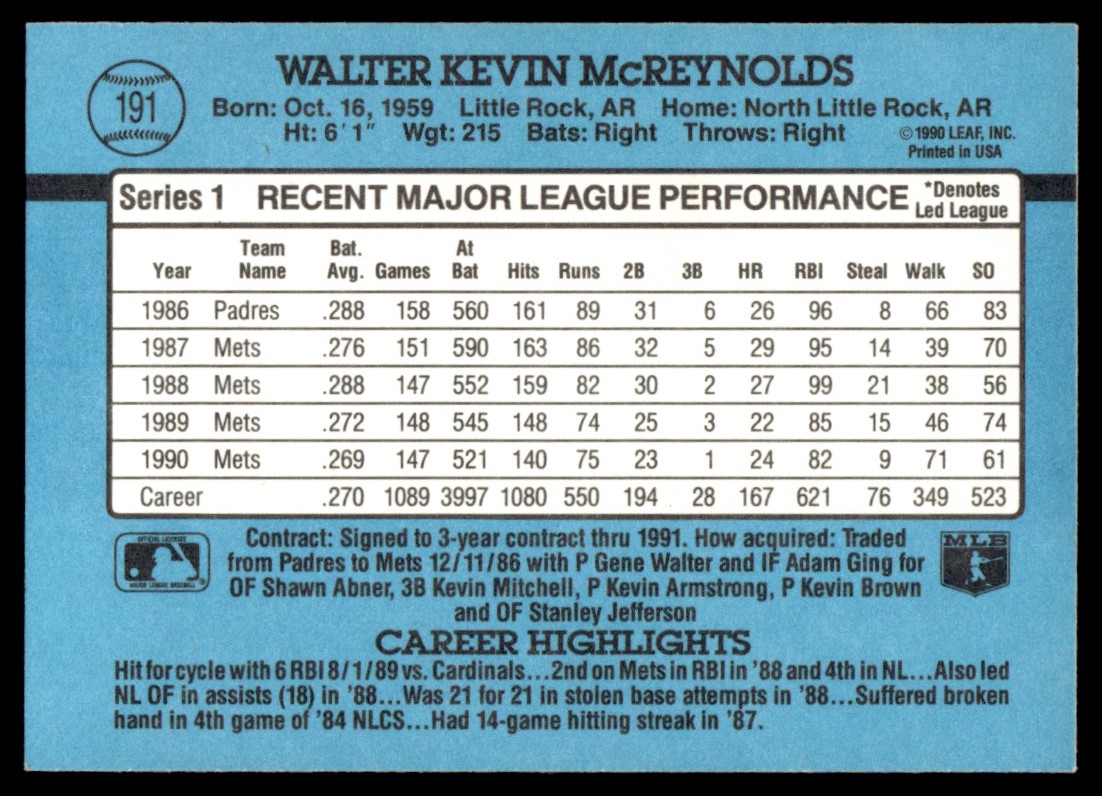 191
WALTER KEVIN McREYNOLDS
Born: Oct. 16, 1959 Little Rock, AR Home: North Little Rock, AR
Ht: 6' 1" Wgt: 215 Bats: Right Throws: Right
©1990 LEAF, INC.
Printed in USA
Series 1 RECENT MAJOR LEAGUE PERFORMANCE *Denotes
Led League
Year Team Name Bat. Avg. Games At Bat Hits Runs 2B 3B HR RBI Steal Walk SO
1986 Padres .288 158 560 161 89 31 6 26 96 8 66 83
1987 Mets .276 151 590 163 86 32 5 29 95 14 39 70
1988 Mets .288 147 552 159 82 30 2 27 99 21 38 56
1989 Mets .272 148 545 148 74 25 3 22 85 15 46 74
1990 Mets .269 147 521 140 75 23 1 24 82 9 71 61
Career .270 1089 3997 1080 550 194 28 167 621 76 349 523
OFFICIAL LICENSEE
MAJOR LEAGUE BASEBALL
MLB
Contract: Signed to 3-year contract thru 1991. How acquired: Traded
from Padres to Mets 12/11/86 with P Gene Walter and IF Adam Ging for
OF Shawn Abner, 3B Kevin Mitchell, P Kevin Armstrong, P Kevin Brown
and OF Stanley Jefferson
CAREER HIGHLIGHTS
Hit for cycle with 6 RBI 8/1/89 vs. Cardinals...2nd on Mets in RBI in '88 and 4th in NL...Also led
NL OF in assists (18) in '88...Was 21 for 21 in stolen base attempts in '88...Suffered broken
hand in 4th game of '84 NLCS...Had 14-game hitting streak in '87.